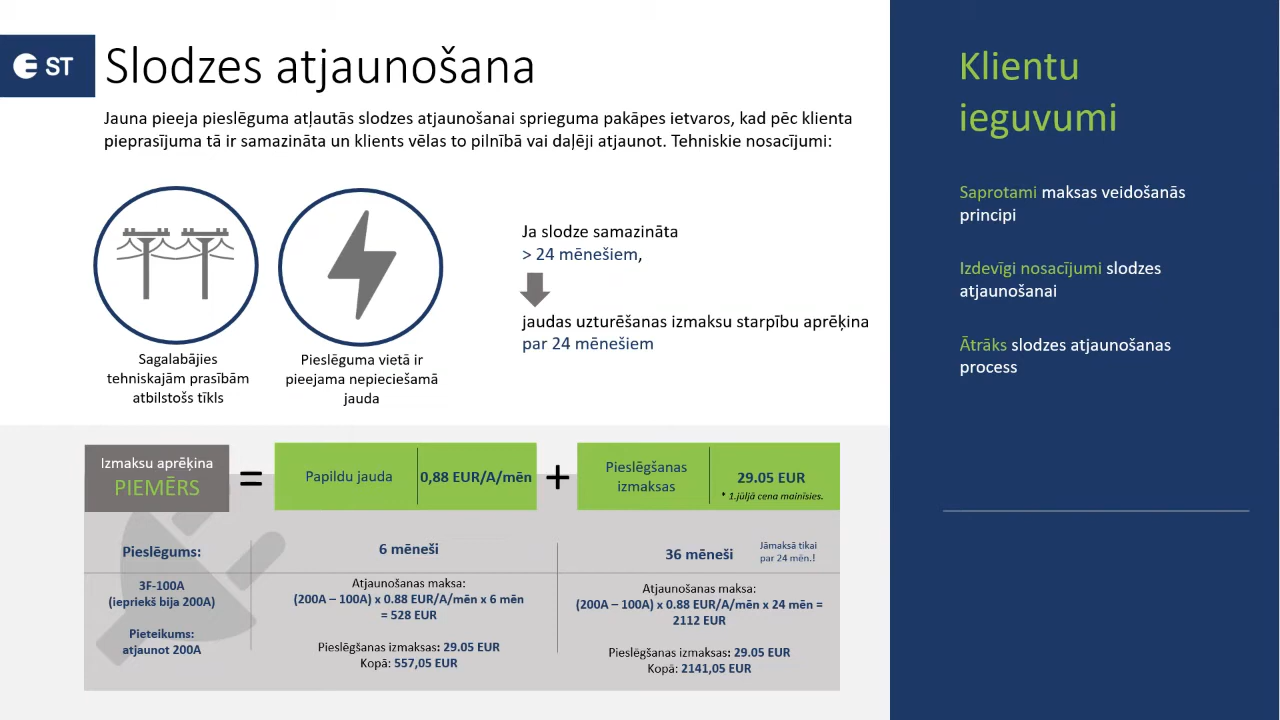 ST
Slodzes atjaunošana
Jauna pieeja pieslēguma atļautās slodzes atjaunošanai sprieguma pakāpes ietvaros, kad pēc klienta
pieprasījuma tā ir samazināta un klients vēlas to pilnībā vai daļēji atjaunot. Tehniskie nosacījumi:
Sagalabājies
tehniskajām prasībām
atbilstošs tīkls
Pieslēguma vietā ir
pieejama nepieciešamā
jauda
Ja slodze samazināta
> 24 mēnešiem,
jaudas uzturēšanas izmaksu starpību aprēķina
par 24 mēnešiem
Izmaksu aprēķina
PIEMĒRS
=
Papildu jauda
0,88 EUR/A/mēn
+
Pieslēgšanas
izmaksas
29.05 EUR
* 1.jūljā cena mainīsies.
Pieslēgums:
3F-100A
(iepriekš bija 200A)
Pieteikums:
atjaunot 200A
6 mēneši
Atjaunošanas maksa:
(200A – 100A) x 0.88 EUR/A/mēn x 6 mēn
= 528 EUR
Pieslēgšanas izmaksas: 29.05 EUR
Kopā: 557,05 EUR
36 mēneši
Jāmaksā tikai
par 24 mēn.!
Atjaunošanas maksa:
(200A – 100A) x 0.88 EUR/A/mēn x 24 mēn =
2112 EUR
Pieslēgšanas izmaksas: 29.05 EUR
Kopā: 2141,05 EUR
Klientu
ieguvumi
Saprotami maksas veidošanās
principi
Izdevīgi nosacījumi slodzes
atjaunošanai
Ātrāks slodzes atjaunošanas
process